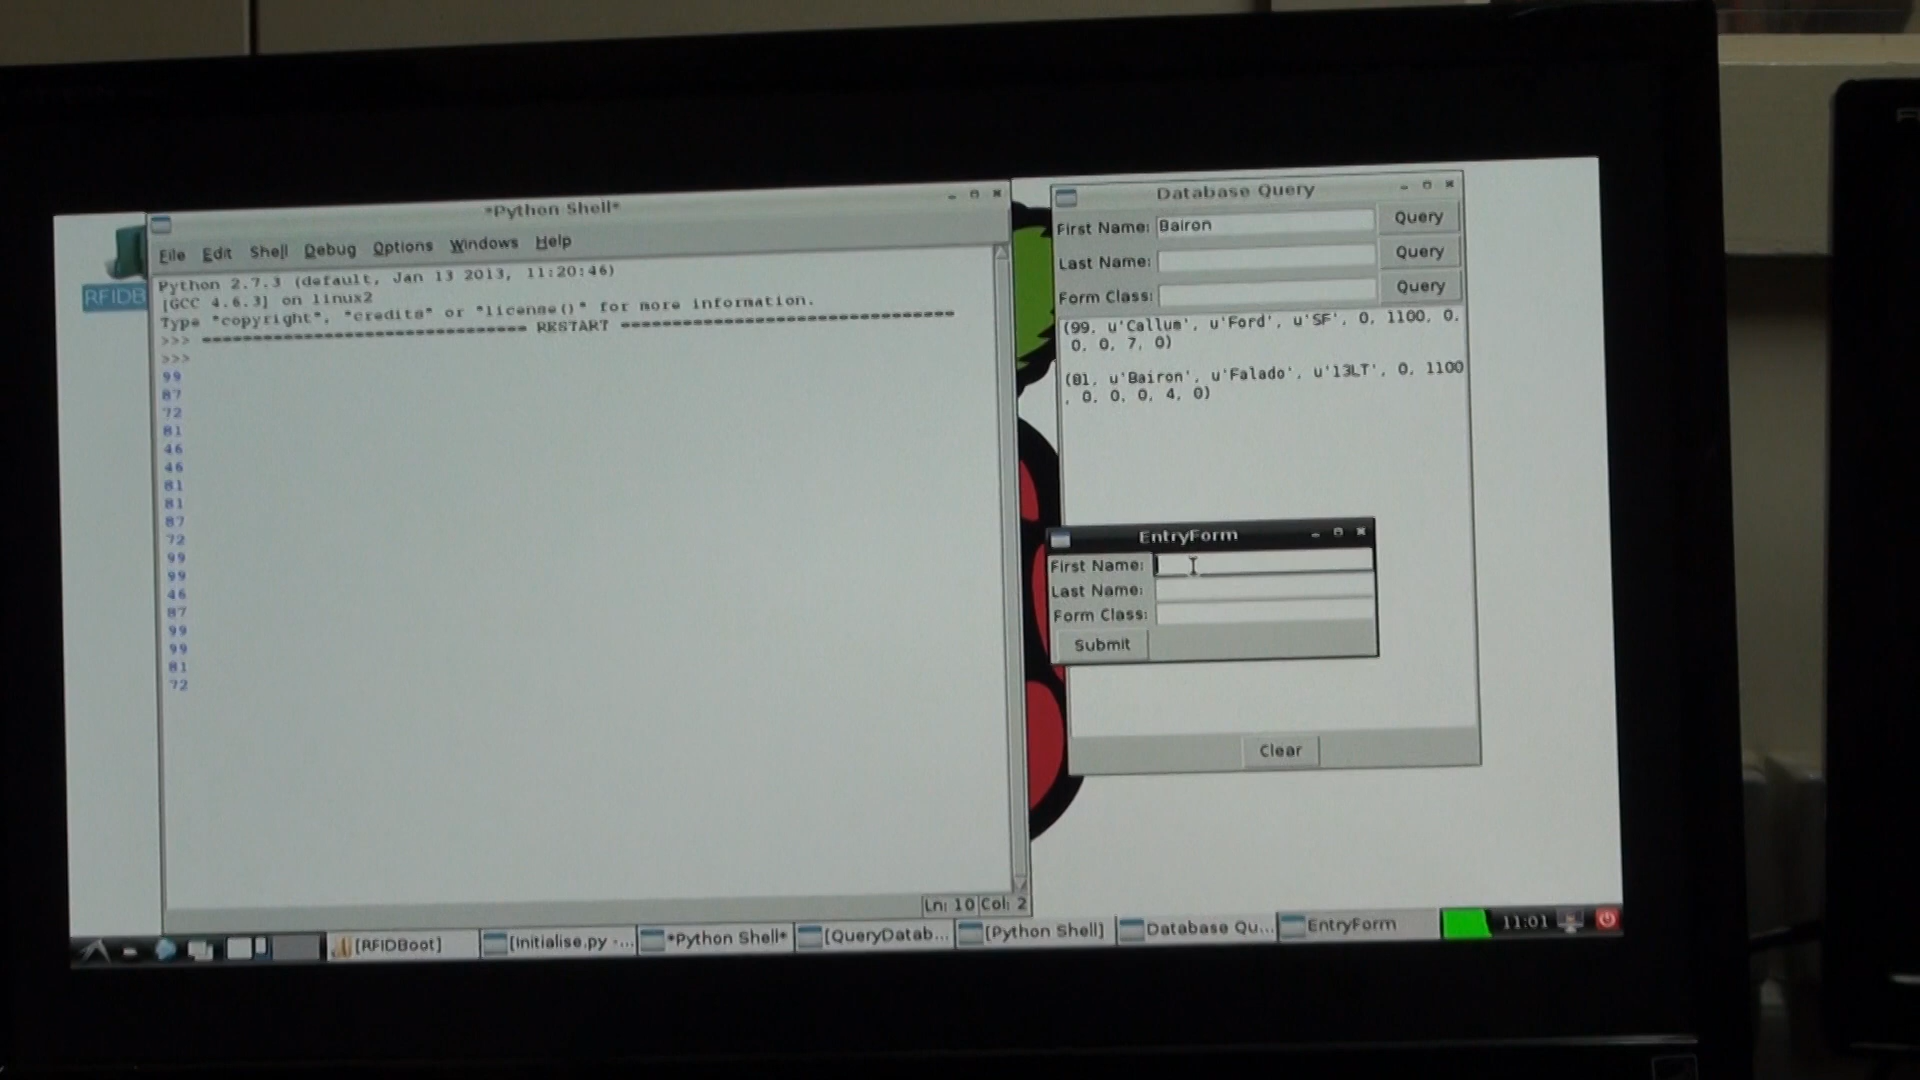 RFIDB
*Python Shell*
File Edit Shell Debug Options Windows Help
Python 2.7.3 (default, Jan 13 2013, 11:20:46)
[GCC 4.6.3] on linux2
Type "copyright", "credits" or "license()" for more information.
>>> ================================ RESTART ================================
>>>
99
87
72
81
46
46
81
81
87
72
99
99
46
87
99
99
81
72
Ln: 10 Col: 2
Database Query
First Name: Bairon Query
Last Name: Query
Form Class: Query
(99, u'Callum', u'Ford', u'SF', 0, 1100, 0,
0, 0, 7, 0)
(81, u'Bairon', u'Falado', u'13LT', 0, 1100
, 0, 0, 0, 4, 0)
EntryForm
First Name:
Last Name:
Form Class:
Submit
Clear
[RFIDBoot] [Initialise.py -... *Python Shell* [QueryDatab... [Python Shell] Database Qu... EntryForm 11:01